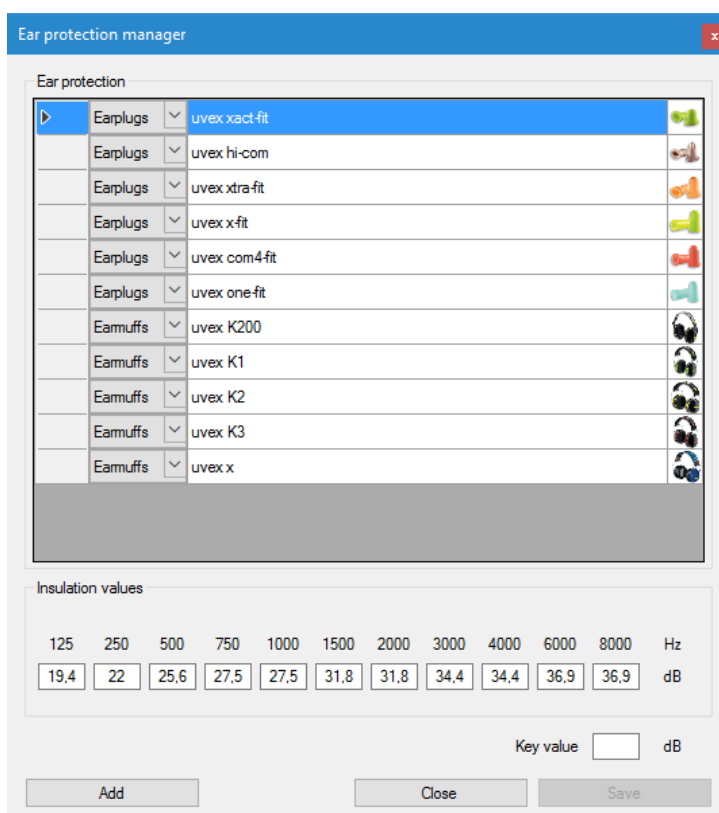 Ear protection manager x
Ear protection
Earplugs uvex xact-fit
Earplugs uvex hi-com
Earplugs uvex xtra-fit
Earplugs uvex x-fit
Earplugs uvex com4-fit
Earplugs uvex one-fit
Earmuffs uvex K200
Earmuffs uvex K1
Earmuffs uvex K2
Earmuffs uvex K3
Earmuffs uvex x
Insulation values
125 250 500 750 1000 1500 2000 3000 4000 6000 8000 Hz
19,4 22 25,6 27,5 27,5 31,8 31,8 34,4 34,4 36,9 36,9 dB
Key value dB
Add Close Save